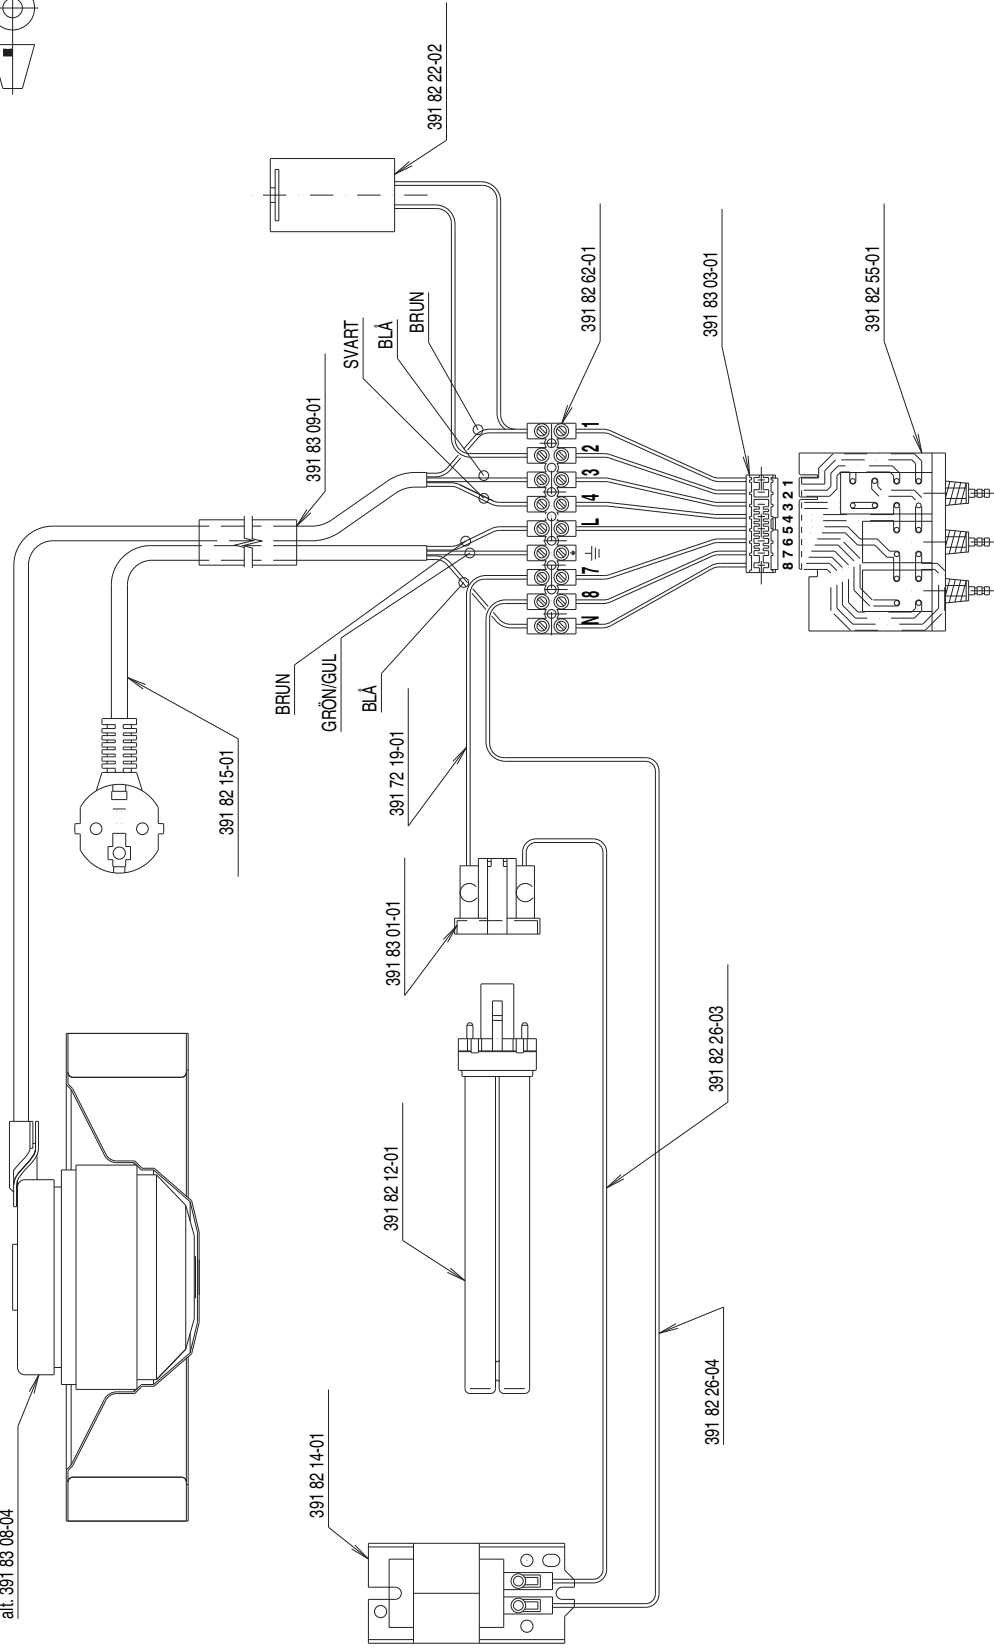 391 82 22-02
391 83 09-01
SVART
BLÅ
BRUN
391 82 62-01
391 83 03-01
391 82 55-01
1
2
3
4
L
7
8
N
8 7 6 5 4 3 2 1
BRUN
GRÖN/GUL
BLÅ
391 82 15-01
391 72 19-01
391 83 01-01
391 82 12-01
391 82 26-03
391 82 26-04
391 82 14-01
alt. 391 83 08-04